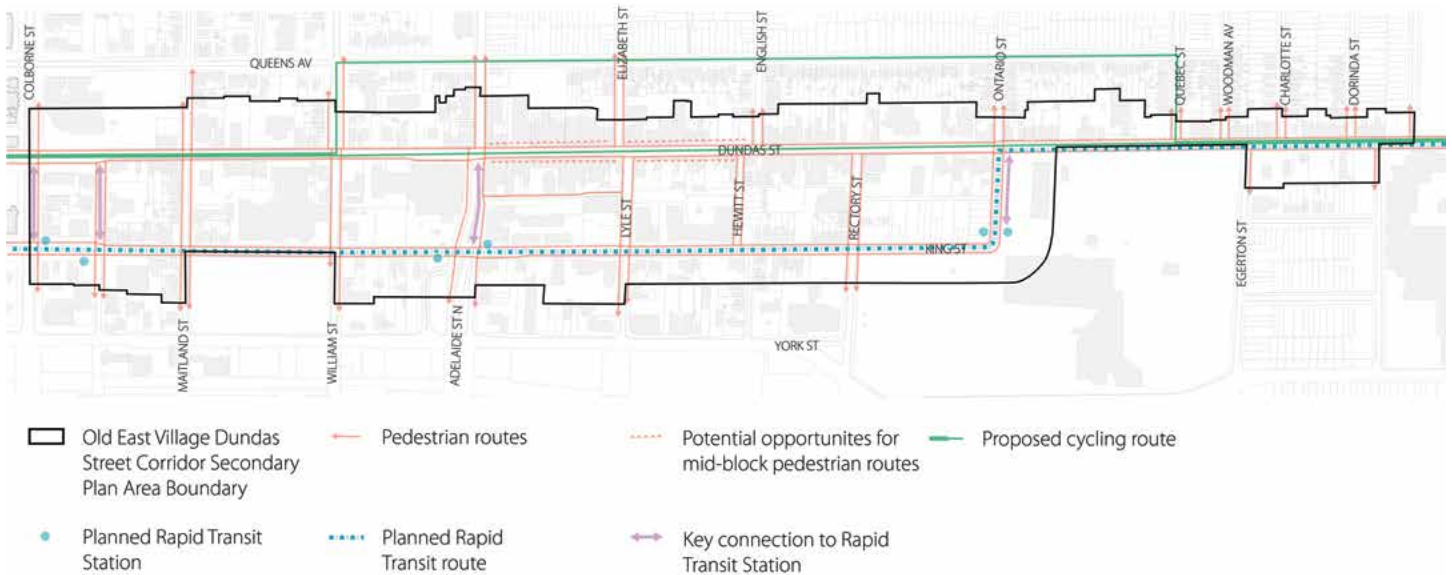 COLBORNE ST
QUEENS AV
ELIZABETH ST
ENGLISH ST
ONTARIO ST
QUEBEC ST
WOODMAN AV
CHARLOTTE ST
DORINDA ST
DUNDAS ST
LYLE ST
HEWITT ST
RECTORY ST
KING ST
EGERTON ST
MAITLAND ST
WILLIAM ST
ADELAIDE ST N
YORK ST
Old East Village Dundas
Street Corridor Secondary
Plan Area Boundary
Pedestrian routes
Potential opportunites for
mid-block pedestrian routes
Proposed cycling route
Planned Rapid Transit
Station
Planned Rapid
Transit route
Key connection to Rapid
Transit Station